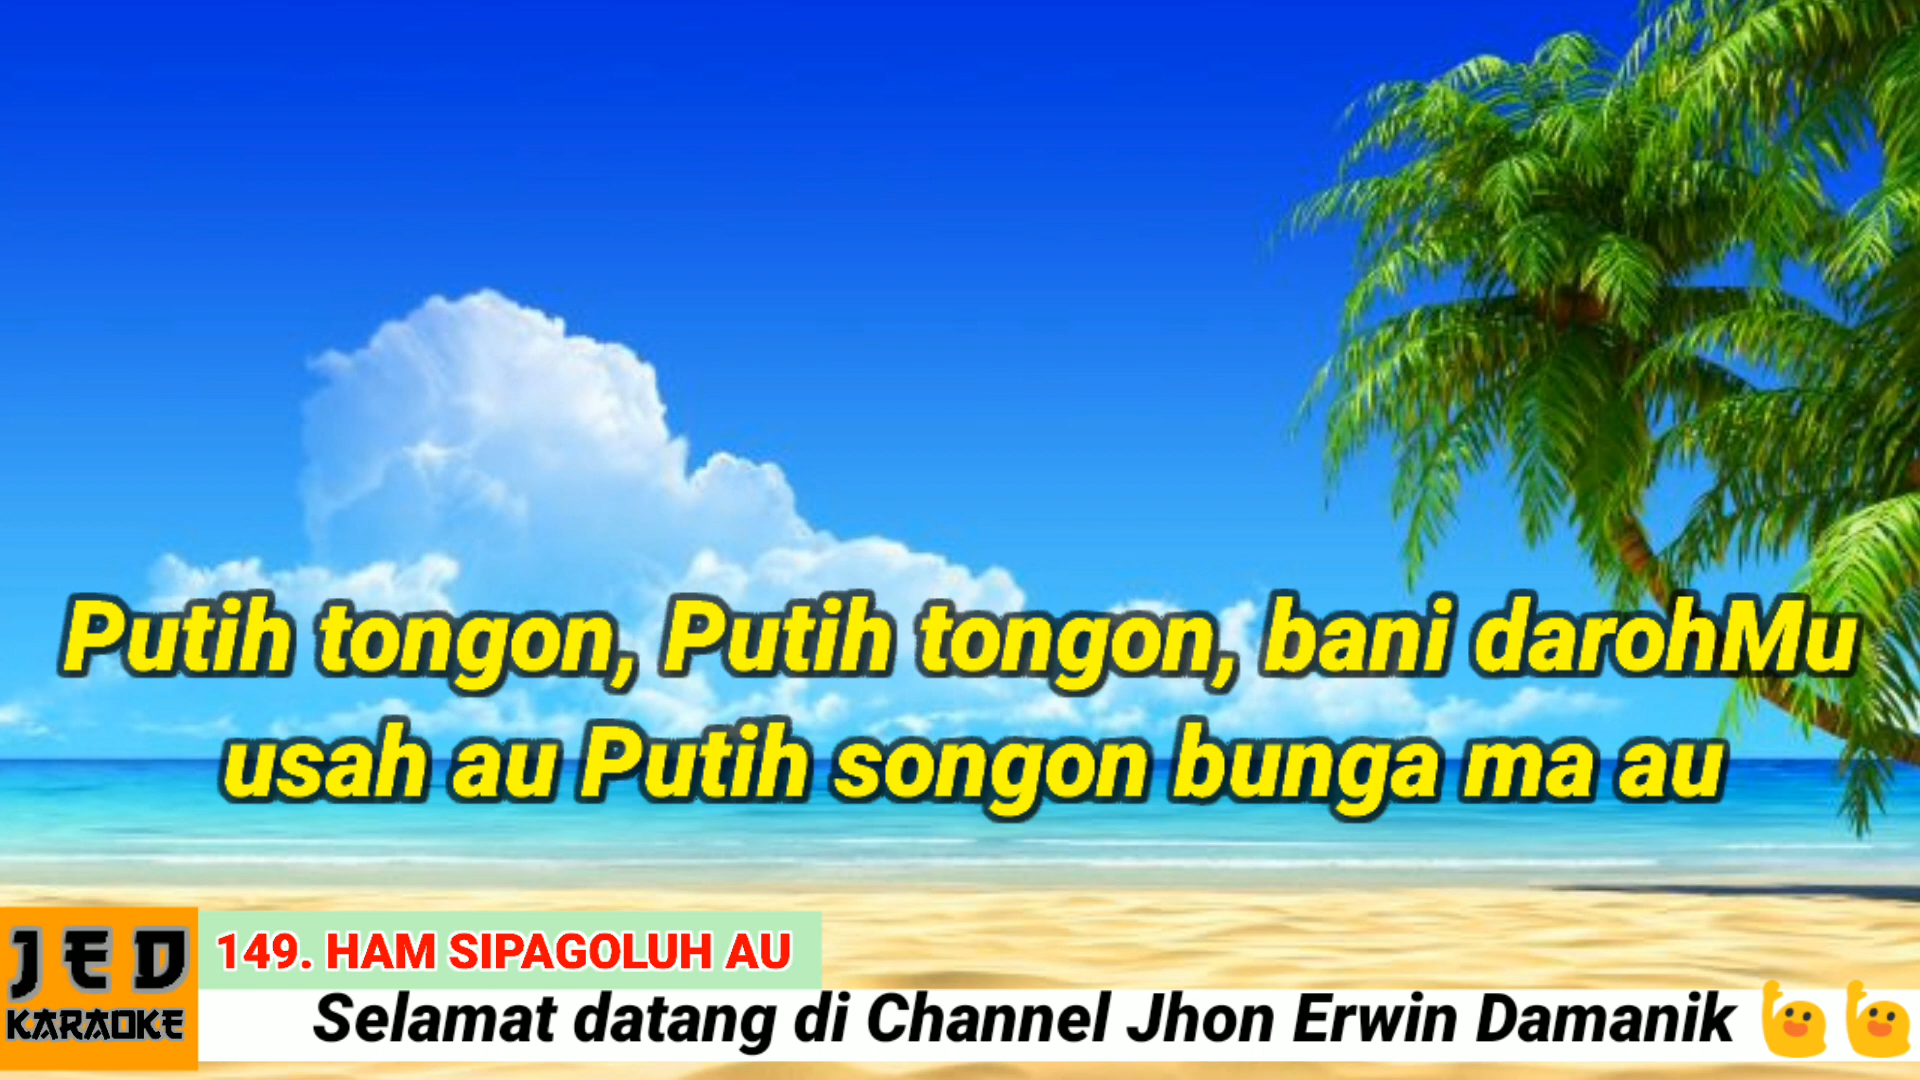 Putih tongon, Putih tongon, bani darohMu
usah au Putih songon bunga ma au
JED
KARAOKE
149. HAM SIPAGOLUH AU
Selamat datang di Channel Jhon Erwin Damanik 🙋 🙋